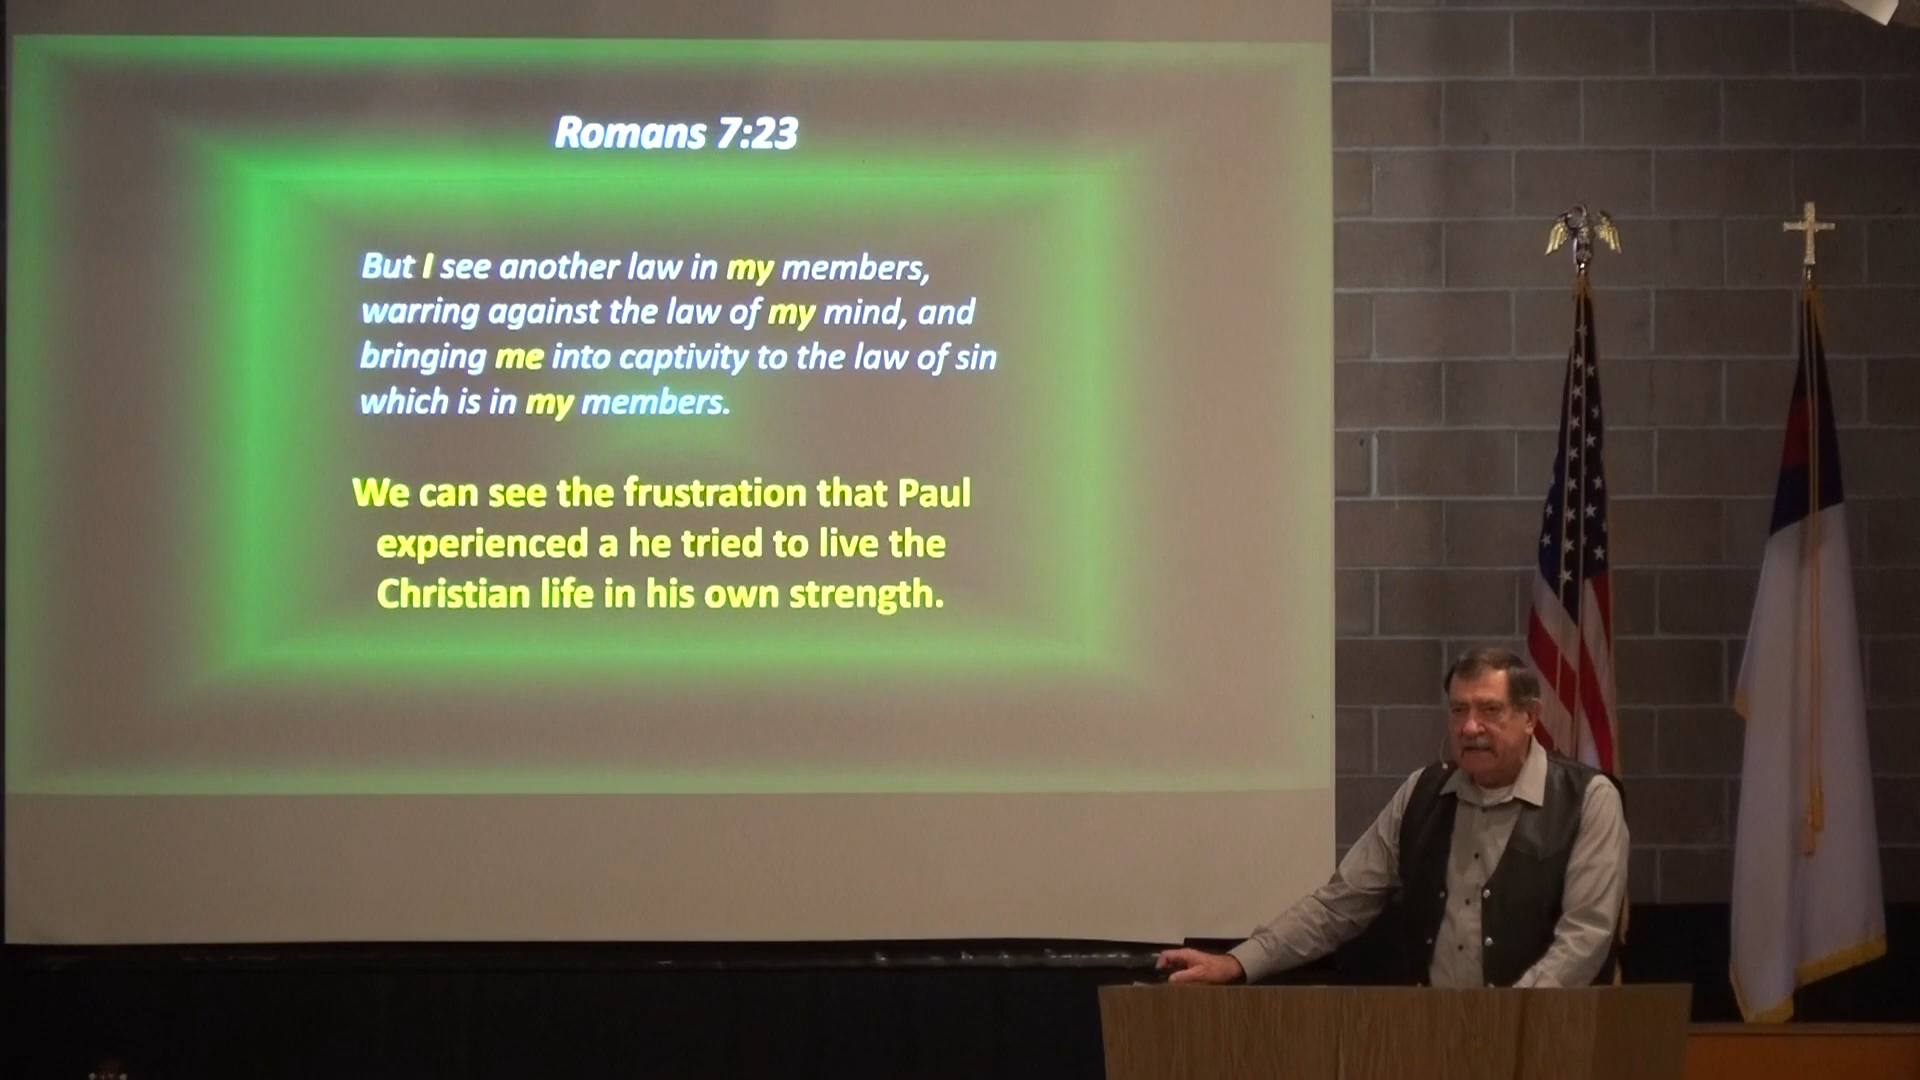 Romans 7:23
But I see another law in my members,
warring against the law of my mind, and
bringing me into captivity to the law of sin
which is in my members.
We can see the frustration that Paul
experienced a he tried to live the
Christian life in his own strength.